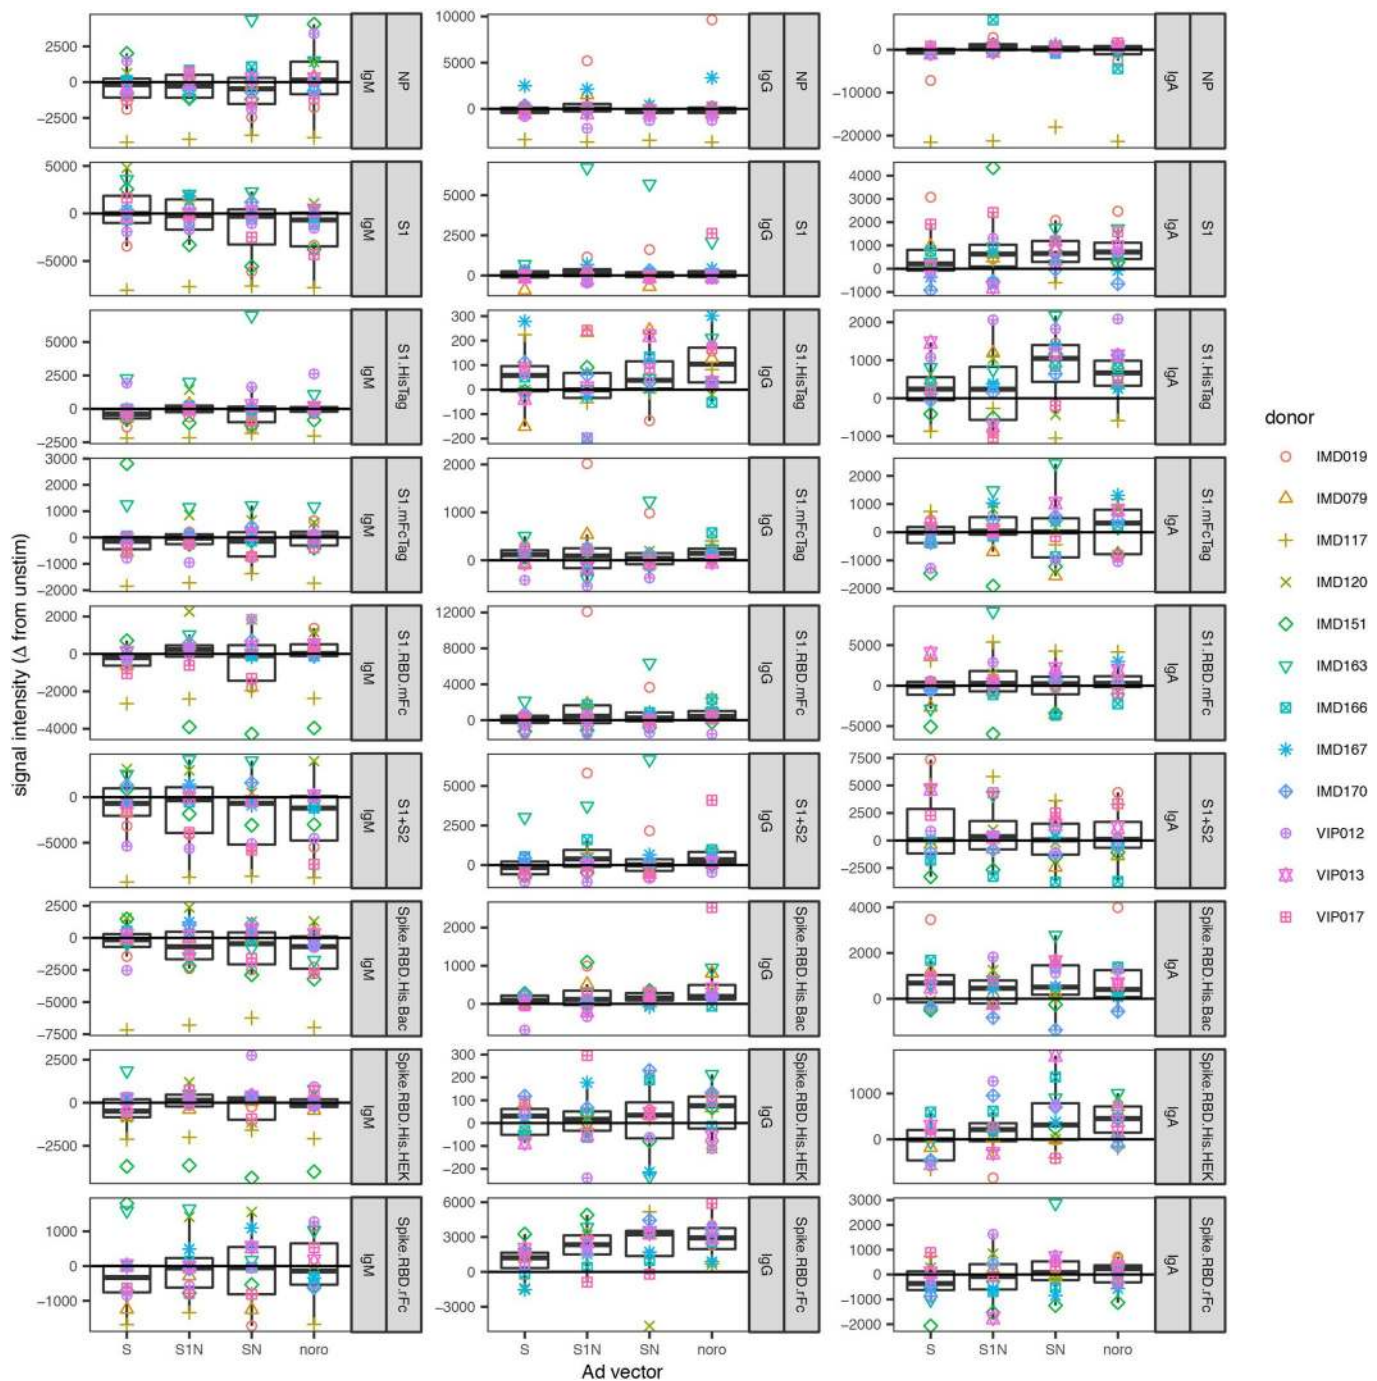 2500
0
−2500
IgM
NP
10000
5000
0
IgG
NP
0
−10000
−20000
IgA
NP
5000
0
−5000
IgM
S1
5000
2500
0
IgG
S1
4000
3000
2000
1000
0
−1000
IgA
S1
5000
2500
0
−2500
IgM
S1.HisTag
300
200
100
0
−100
−200
IgG
S1.HisTag
2000
1000
0
−1000
IgA
S1.HisTag
3000
2000
1000
0
−1000
−2000
IgM
S1.mFcTag
2000
1000
0
IgG
S1.mFcTag
2000
1000
0
−1000
−2000
IgA
S1.mFcTag
2000
0
−2000
−4000
IgM
S1.RBD.mFc
12000
8000
4000
0
IgG
S1.RBD.mFc
5000
0
−5000
IgA
S1.RBD.mFc
0
−5000
IgM
S1+S2
5000
2500
0
IgG
S1+S2
7500
5000
2500
0
−2500
IgA
S1+S2
2500
0
−2500
−5000
−7500
IgM
Spike.RBD.His.Bac
2000
1000
0
IgG
Spike.RBD.His.Bac
4000
2000
0
IgA
Spike.RBD.His.Bac
2500
0
−2500
IgM
Spike.RBD.His.HEK
300
200
100
0
−100
−200
IgG
Spike.RBD.His.HEK
1000
0
IgA
Spike.RBD.His.HEK
1000
0
−1000
IgM
Spike.RBD.rFc
6000
3000
0
−3000
IgG
Spike.RBD.rFc
3000
2000
1000
0
−1000
−2000
IgA
Spike.RBD.rFc
S S1N SN noro
S S1N SN noro
S S1N SN noro
signal intensity (Δ from unstim)
Ad vector
donor
IMD019
IMD079
IMD117
IMD120
IMD151
IMD163
IMD166
IMD167
IMD170
VIP012
VIP013
VIP017